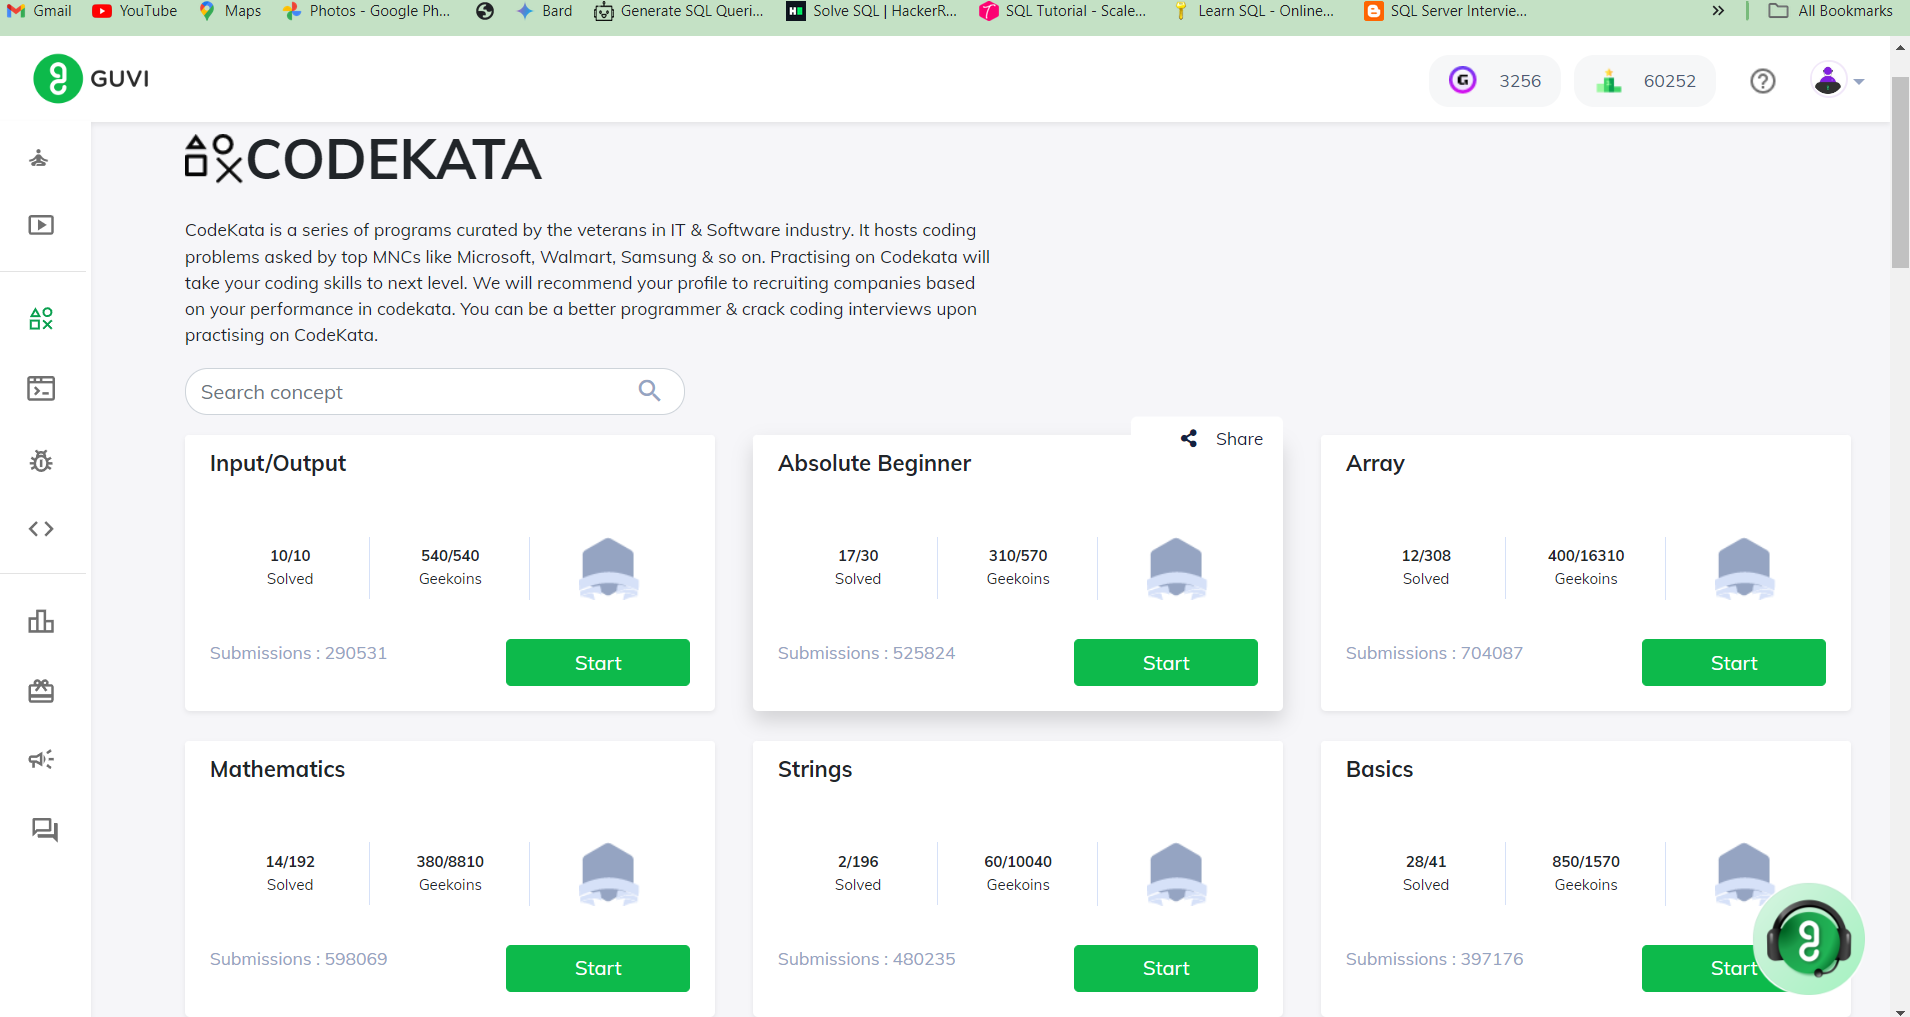 Gmail YouTube Maps Photos - Google Ph... Bard Generate SQL Queri... Solve SQL | HackerR... SQL Tutorial - Scale... Learn SQL - Online... SQL Server Intervie... » All Bookmarks
GUVI
G 3256 60252
CODEKATA
CodeKata is a series of programs curated by the veterans in IT & Software industry. It hosts coding
problems asked by top MNCs like Microsoft, Walmart, Samsung & so on. Practising on Codekata will
take your coding skills to next level. We will recommend your profile to recruiting companies based
on your performance in codekata. You can be a better programmer & crack coding interviews upon
practising on CodeKata.
Search concept
Share
Input/Output
10/10 540/540
Solved Geekoins
Submissions : 290531 Start
Absolute Beginner
17/30 310/570
Solved Geekoins
Submissions : 525824 Start
Array
12/308 400/16310
Solved Geekoins
Submissions : 704087 Start
Mathematics
14/192 380/8810
Solved Geekoins
Submissions : 598069 Start
Strings
2/196 60/10040
Solved Geekoins
Submissions : 480235 Start
Basics
28/41 850/1570
Solved Geekoins
Submissions : 397176 Start